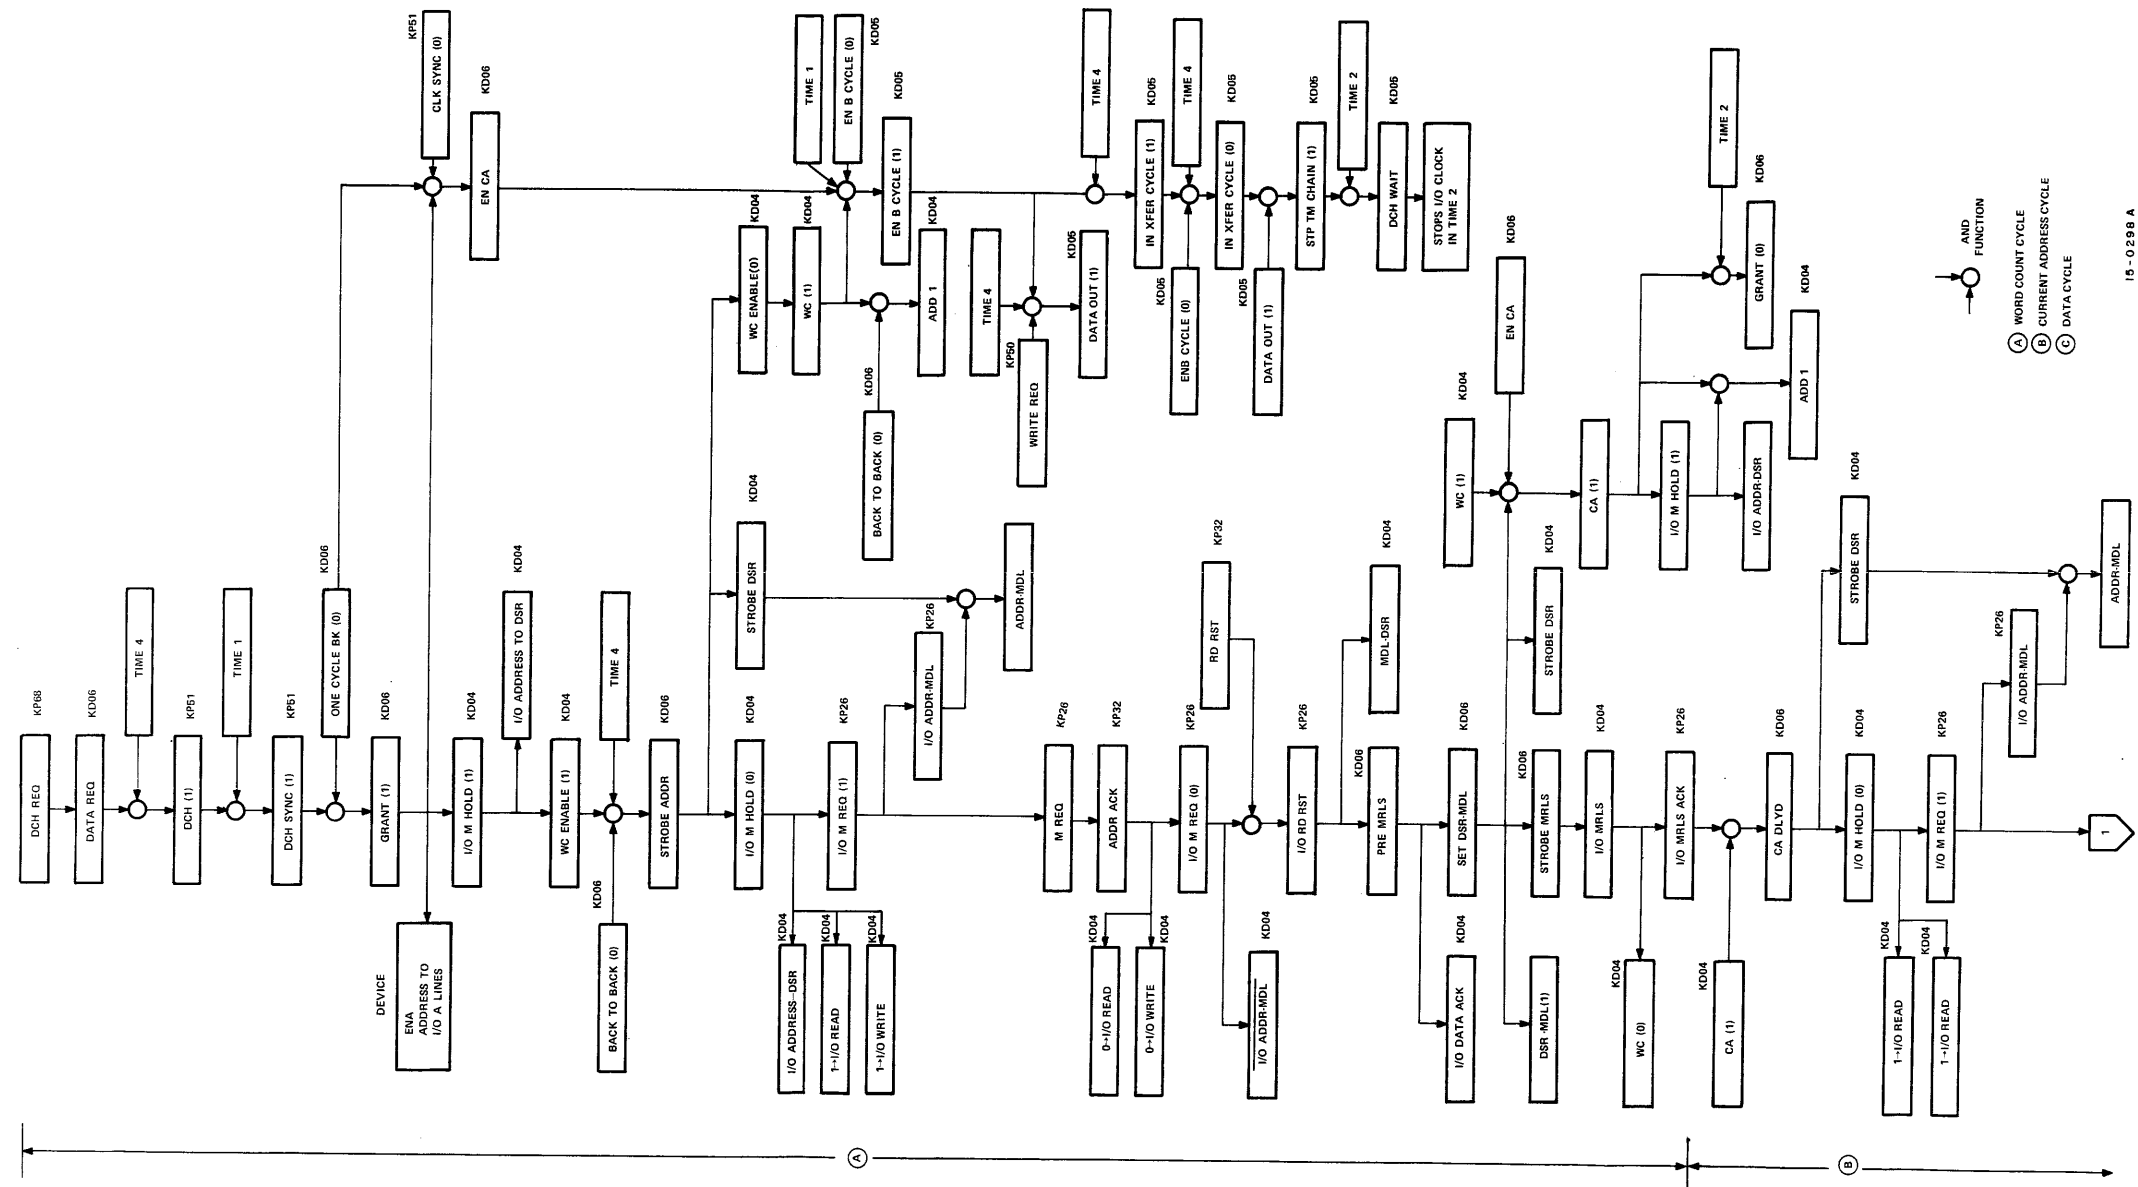 KP68
DCH REQ
KD06
DATA REQ
TIME 4
KP51
DCH (1)
TIME 1
KP51
DCH SYNC (1)
KD06
ONE CYCLE BK (0)
KD06
GRANT (1)
KP51
CLK SYNC (0)
KD06
EN CA
DEVICE
ENA
ADDRESS TO
I/O A LINES
KD04
I/O M HOLD (1)
KD04
I/O ADDRESS TO DSR
KD04
WC ENABLE (1)
TIME 4
KD06
BACK TO BACK (0)
KD06
STROBE ADDR
KD04
I/O M HOLD (0)
KD04
STROBE DSR
KD04
WC ENABLE(0)
KD04
WC (1)
TIME 1
KD05
EN B CYCLE (0)
KD05
EN B CYCLE (1)
KD06
BACK TO BACK (0)
KD04
ADD 1
KD04
I/O ADDRESS-DSR
KD04
1→I/O READ
KD04
1→I/O WRITE
KP26
I/O M REQ (1)
KP26
I/O ADDR-MDL
ADDR-MDL
TIME 4
KP50
WRITE REQ
KD05
DATA OUT (1)
TIME 4
KD05
IN XFER CYCLE (1)
TIME 4
KD05
ENB CYCLE (0)
KD05
IN XFER CYCLE (0)
KD05
DATA OUT (1)
KD05
STP TM CHAIN (1)
TIME 2
KD05
DCH WAIT
STOPS I/O CLOCK
IN TIME 2
KP26
M REQ
KP32
ADDR ACK
KD04
0→I/O READ
KD04
0→I/O WRITE
KP26
I/O M REQ (0)
KP32
RD RST
KD04
I/O ADDR-MDL
KP26
I/O RD RST
KD06
PRE MRLS
KD04
MDL-DSR
KD06
SET DSR-MDL
KD04
I/O DATA ACK
KD04
WC (1)
KD06
EN CA
KD06
STROBE MRLS
KD04
STROBE DSR
DSR-MDL(1)
KD04
I/O MRLS
CA (1)
KD04
WC (0)
KP26
I/O MRLS ACK
I/O M HOLD (1)
I/O ADDR-DSR
TIME 2
KD06
GRANT (0)
KD04
ADD 1
KD04
CA (1)
KD06
CA DLYD
KD04
I/O M HOLD (0)
KD04
STROBE DSR
KD04
1→I/O READ
KD04
1→I/O READ
KP26
I/O M REQ (1)
KP26
I/O ADDR-MDL
ADDR-MDL
1
AND
FUNCTION
A WORD COUNT CYCLE
B CURRENT ADDRESS CYCLE
C DATA CYCLE
A
B
15-0298 A